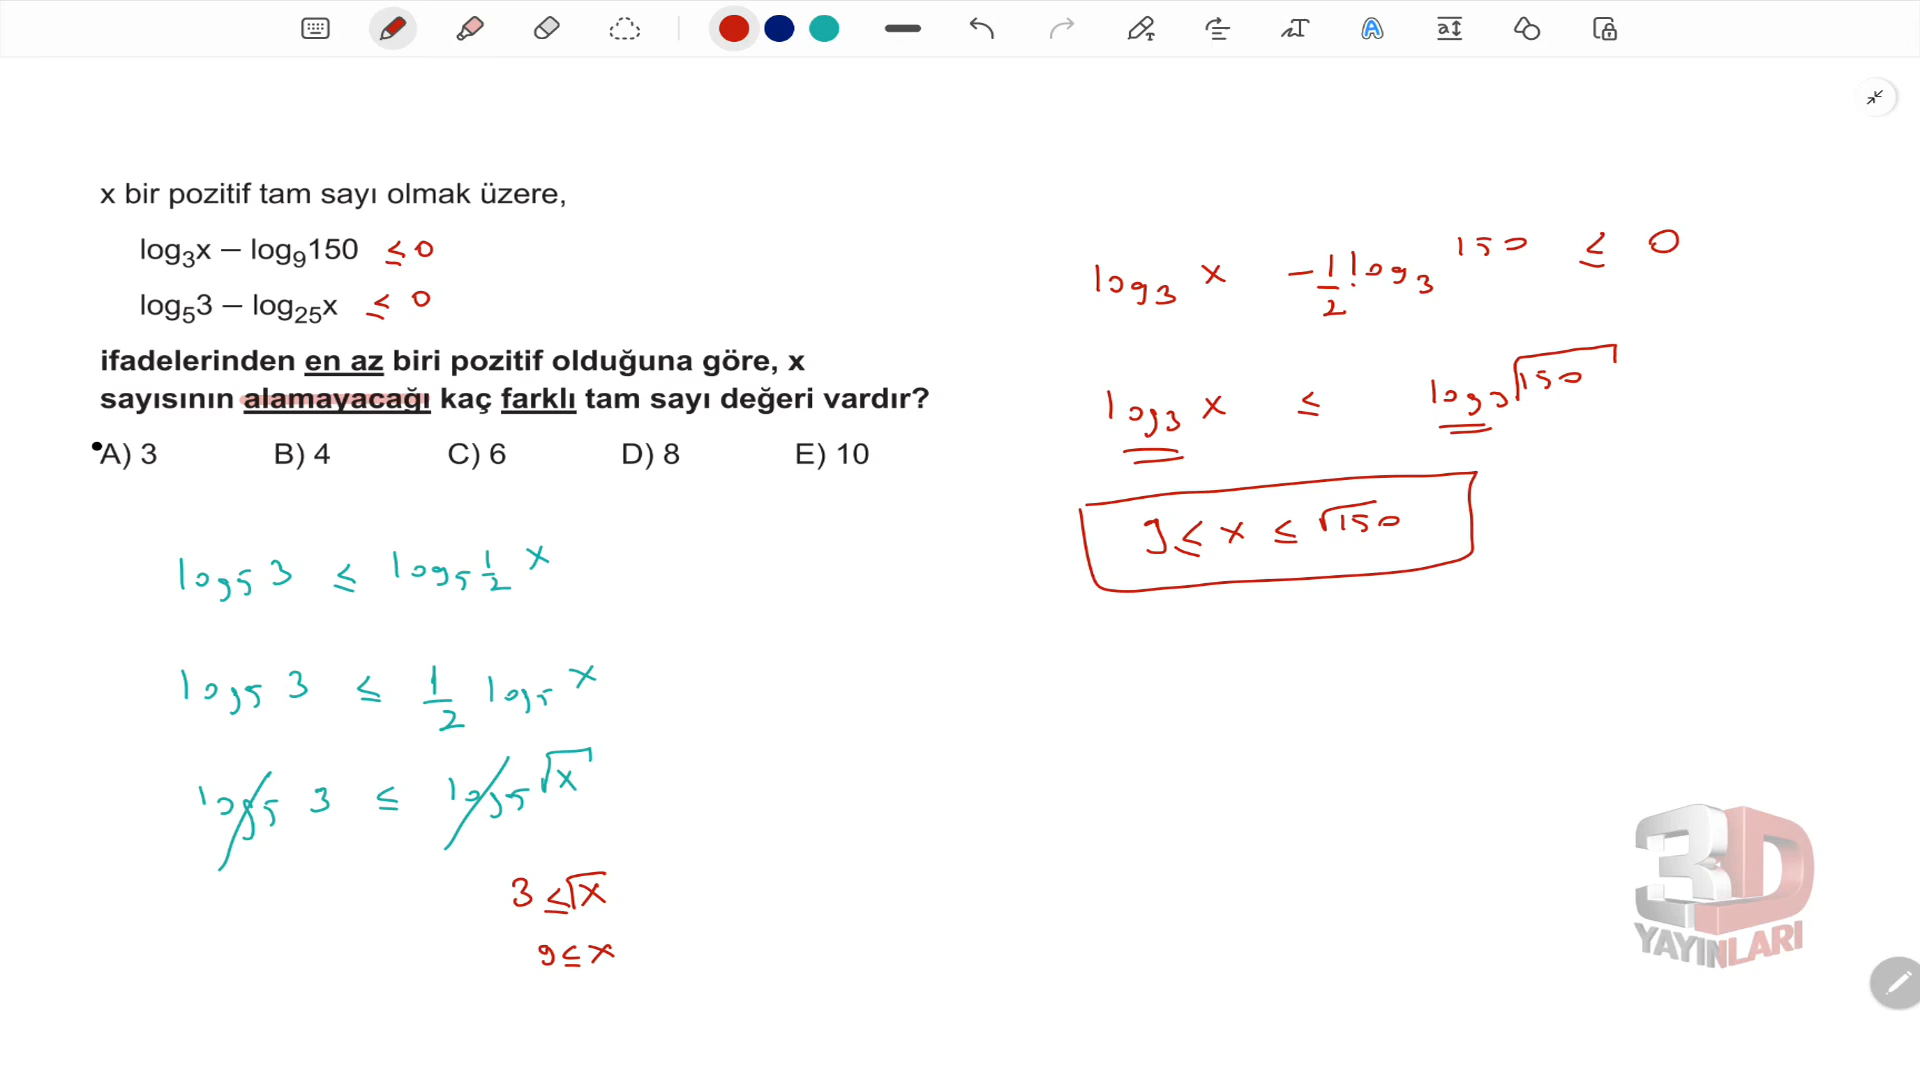 x bir pozitif tam sayı olmak üzere,
log₃x − log₉150 ≤ 0
log₅3 − log₂₅x ≤ 0
ifadelerinden en az biri pozitif olduğuna göre, x
sayısının alamayacağı kaç farklı tam sayı değeri vardır?
A) 3 B) 4 C) 6 D) 8 E) 10
log₅ 3 ≤ log₅ 1/2 x
log₅ 3 ≤ 1/2 log₅ x
log₅ 3 ≤ log₅ √x
3 ≤ √x
9 ≤ x
log₃ x − 1/2 log₃ 150 ≤ 0
log₃ x ≤ log₃ √150
9 ≤ x ≤ √150
3D
YAYINLARI